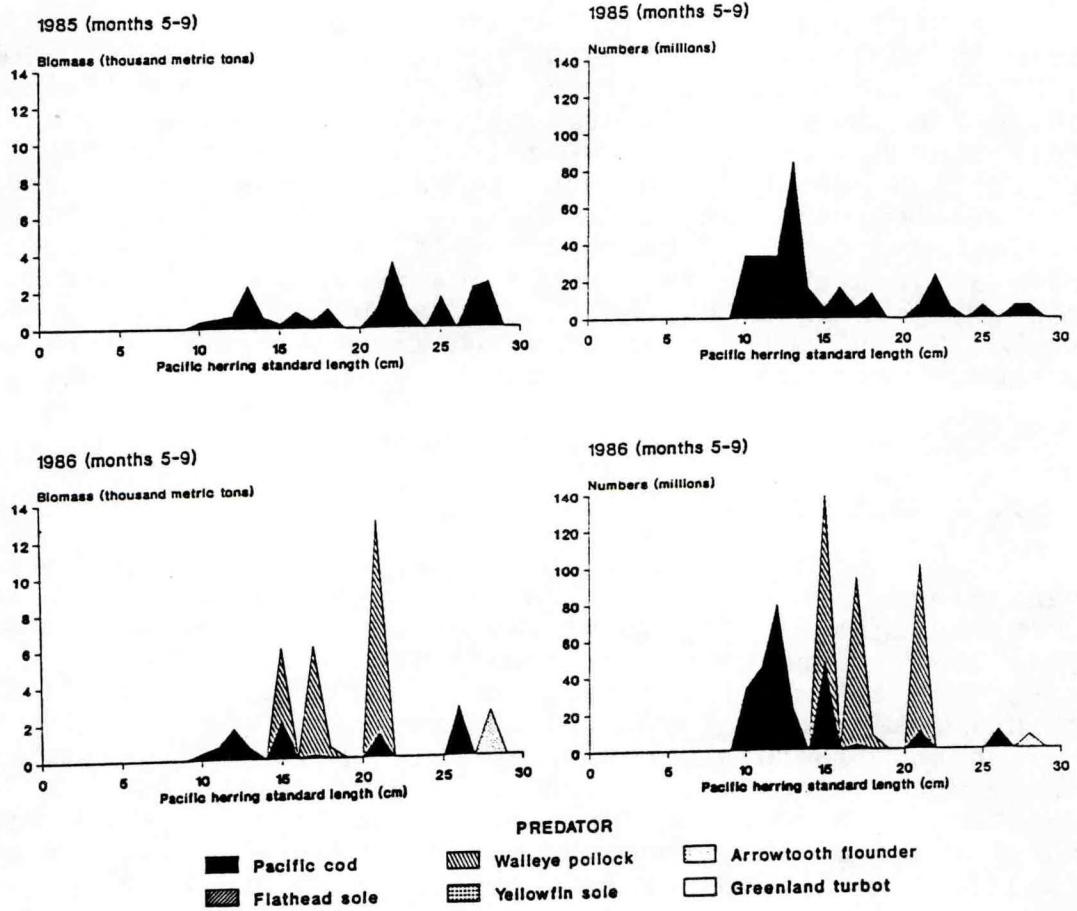 1985 (months 5-9)
Biomass (thousand metric tons)
14
12
10
8
6
4
2
0
0 5 10 15 20 25 30
Pacific herring standard length (cm)
1985 (months 5-9)
Numbers (millions)
140
120
100
80
60
40
20
0
0 5 10 15 20 25 30
Pacific herring standard length (cm)
1986 (months 5-9)
Biomass (thousand metric tons)
14
12
10
8
6
4
2
0
0 5 10 15 20 25 30
Pacific herring standard length (cm)
1986 (months 5-9)
Numbers (millions)
140
120
100
80
60
40
20
0
0 5 10 15 20 25 30
Pacific herring standard length (cm)
PREDATOR
Pacific cod
Walleye pollock
Arrowtooth flounder
Flathead sole
Yellowfin sole
Greenland turbot